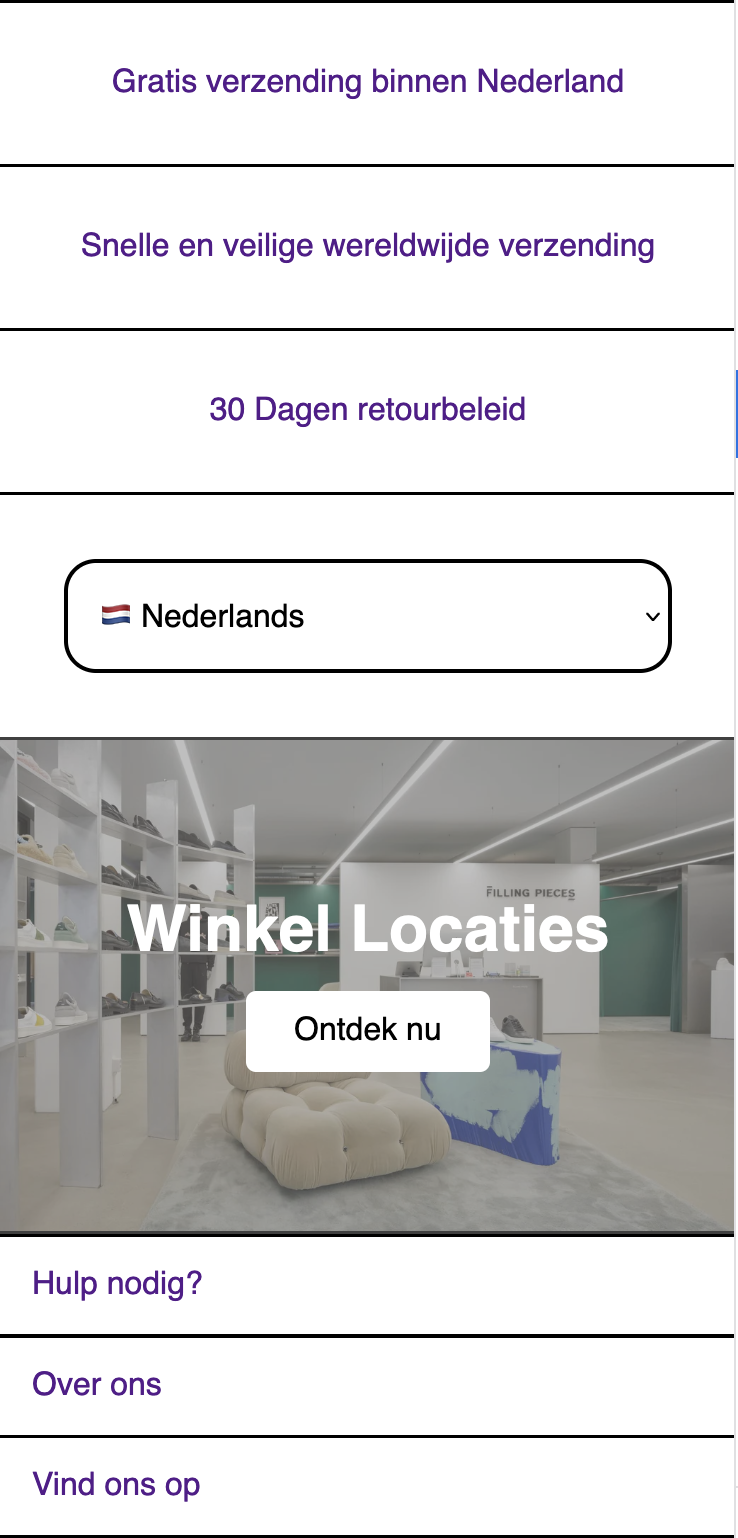 Gratis verzending binnen Nederland
Snelle en veilige wereldwijde verzending
30 Dagen retourbeleid
🇳🇱 Nederlands
FILLING PIECES
Winkel Locaties
Ontdek nu
Hulp nodig?
Over ons
Vind ons op